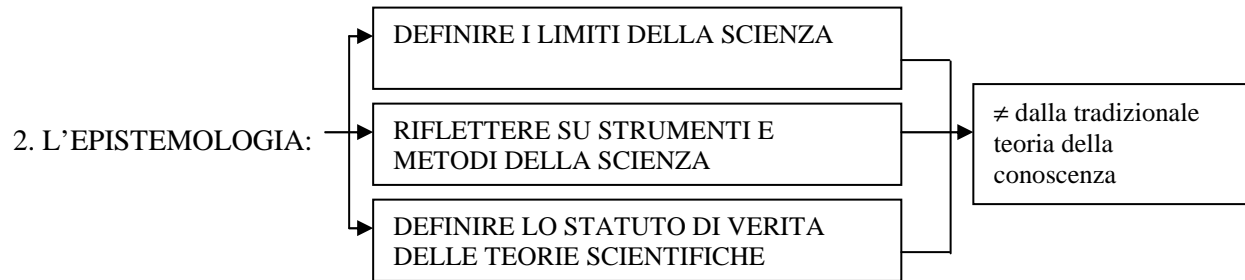 DEFINIRE I LIMITI DELLA SCIENZA
2. L'EPISTEMOLOGIA:
RIFLETTERE SU STRUMENTI E
METODI DELLA SCIENZA
DEFINIRE LO STATUTO DI VERITA
DELLE TEORIE SCIENTIFICHE
≠ dalla tradizionale
teoria della
conoscenza